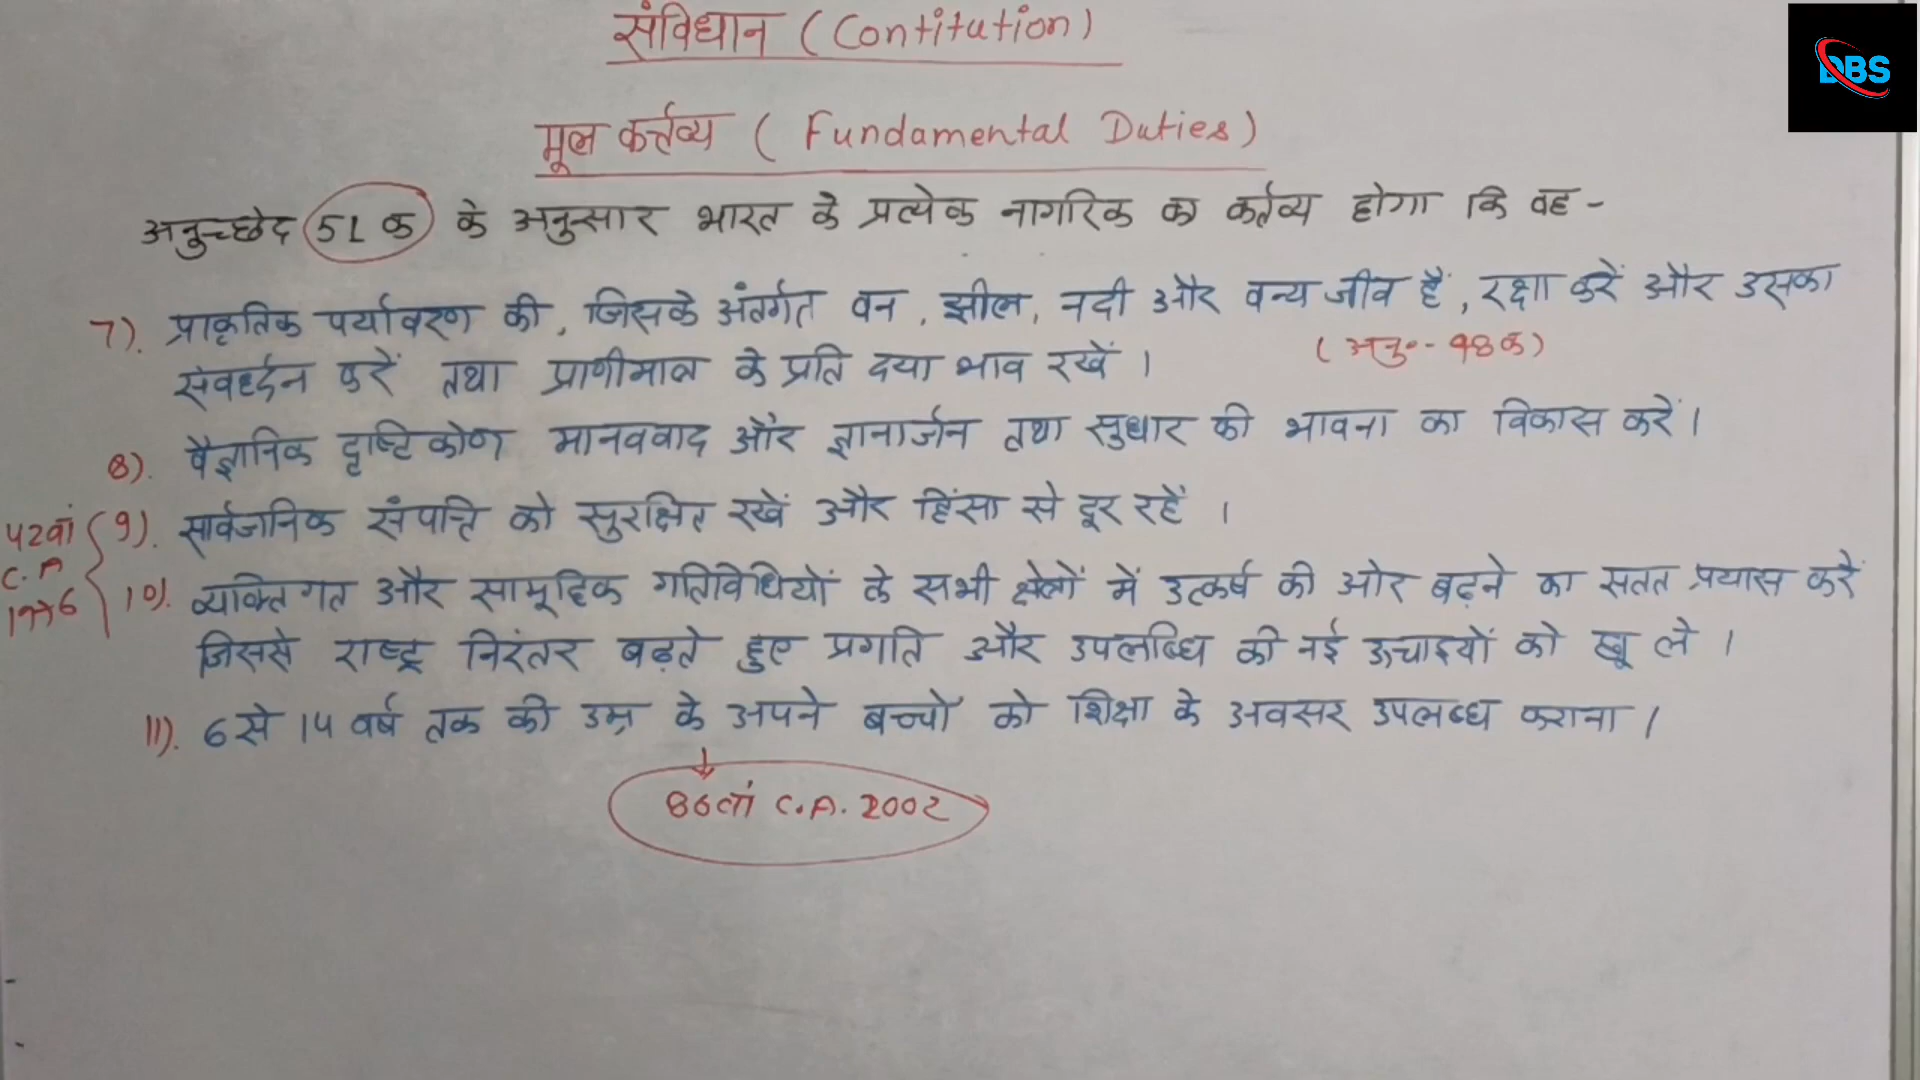 संविधान (Contitution)
DBS
मूल कर्त्तव्य ( Fundamental Duties)
अनुच्छेद 51 क के अनुसार भारत के प्रत्येक नागरिक का कर्तव्य होगा कि वह -
7). प्राकृतिक पर्यावरण की, जिसके अंतर्गत वन, झील, नदी और वन्य जीव हैं, रक्षा करें और उसका
(अनु०- 48क)
संवर्ध्दन करें तथा प्राणीमात्र के प्रति दया भाव रखें ।
8). वैज्ञानिक दृष्टिकोण मानववाद और ज्ञानार्जन तथा सुधार की भावना का विकास करें।
42वां C.A 1976
9). सार्वजानिक संपत्ति को सुरक्षित रखें और हिंसा से दूर रहें ।
10). व्यक्तिगत और सामूहिक गतिविधियों के सभी क्षेत्रों में उत्कर्ष की ओर बढ़ने का सतत प्रयास करें
जिससे राष्ट्र निरंतर बढ़ते हुए प्रगति और उपलब्धि की नई ऊचाइयों को छू ले ।
11). 6 से 14 वर्ष तक की उम्र के अपने बच्चों को शिक्षा के अवसर उपलब्ध कराना ।
86वां C.A. 2002